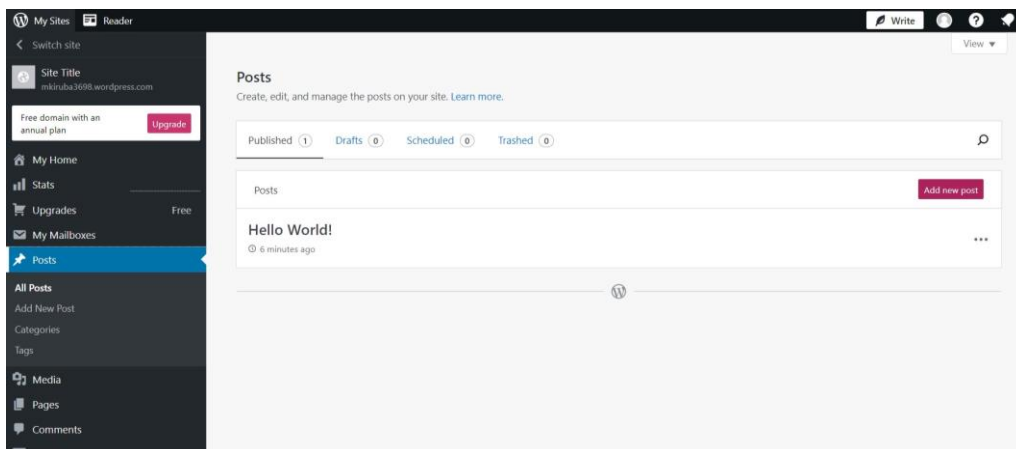 My Sites Reader Write
Switch site View
Site Title
mkiruba3698.wordpress.com
Free domain with an
annual plan Upgrade
My Home
Stats
Upgrades Free
My Mailboxes
Posts
All Posts
Add New Post
Categories
Tags
Media
Pages
Comments
Posts
Create, edit, and manage the posts on your site. Learn more.
Published 1 Drafts 0 Scheduled 0 Trashed 0
Posts Add new post
Hello World!
6 minutes ago